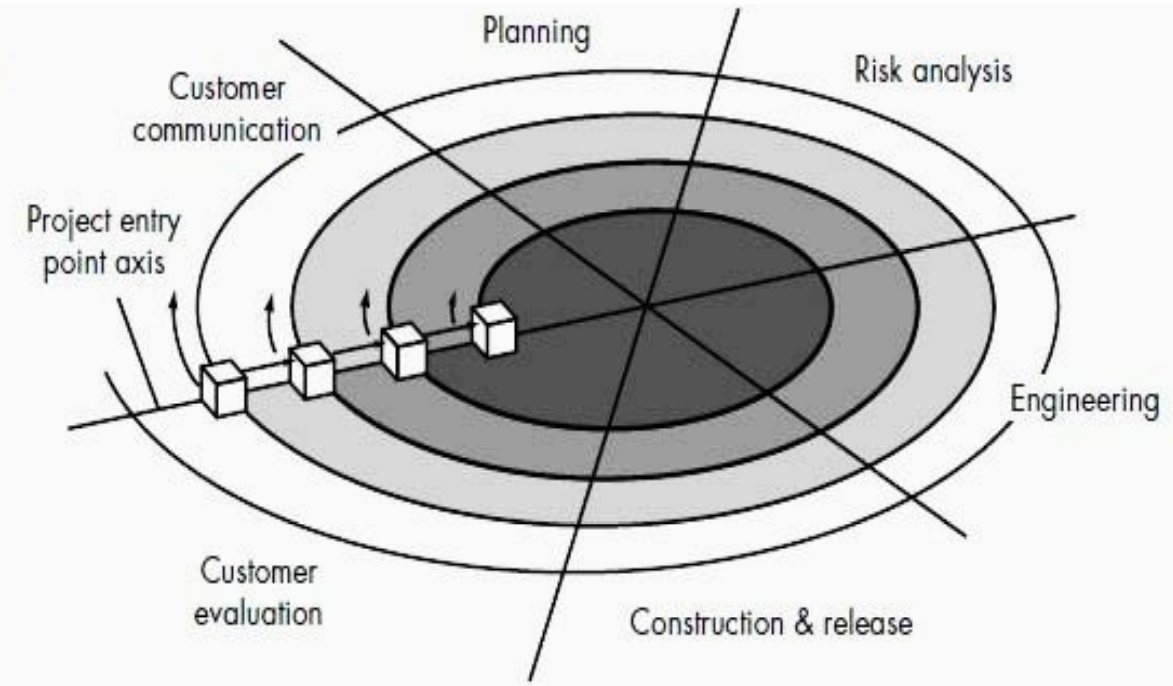 Planning
Risk analysis
Customer
communication
Project entry
point axis
Engineering
Customer
evaluation
Construction & release